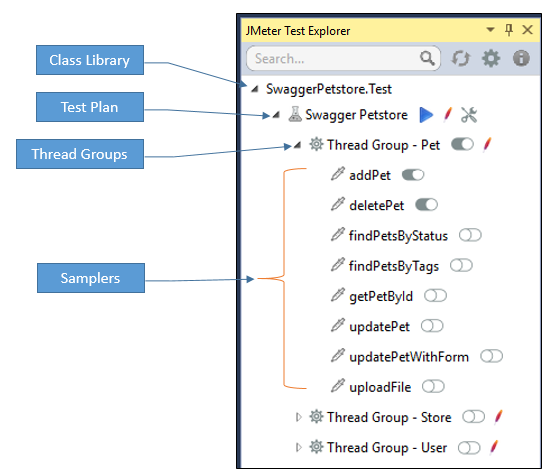 JMeter Test Explorer
Search...
Class Library
SwaggerPetstore.Test
Test Plan
Swagger Petstore
Thread Groups
Thread Group - Pet
addPet
deletePet
findPetsByStatus
findPetsByTags
Samplers
getPetById
updatePet
updatePetWithForm
uploadFile
Thread Group - Store
Thread Group - User